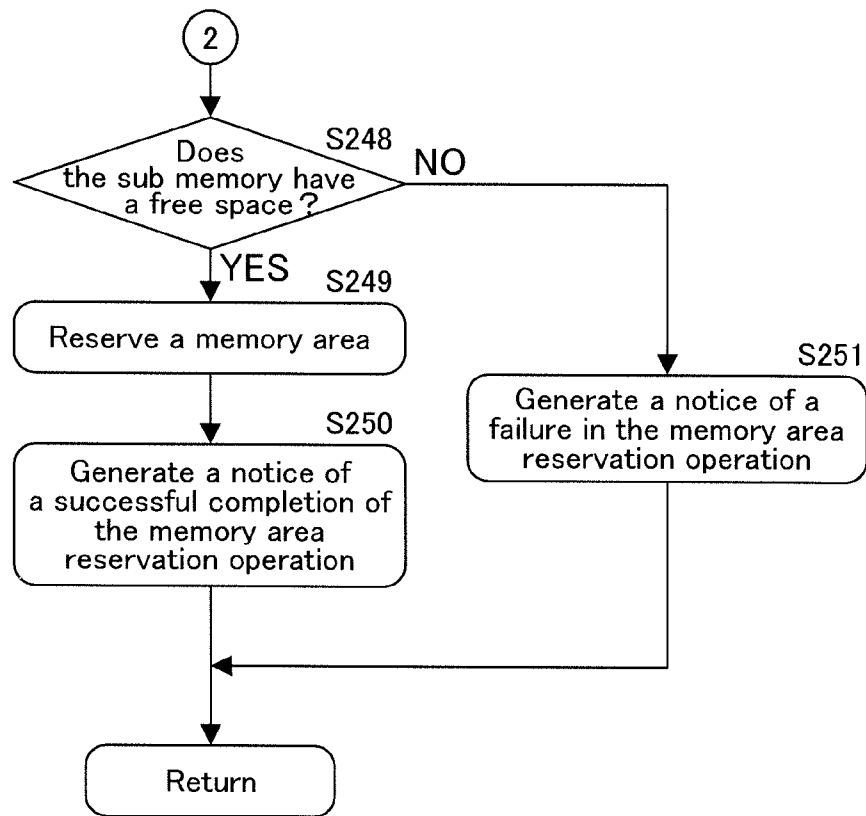 2
S248
Does
the sub memory have
a free space?
NO
YES
S249
Reserve a memory area
S250
Generate a notice of
a successful completion of
the memory area
reservation operation
S251
Generate a notice of a
failure in the memory area
reservation operation
Return